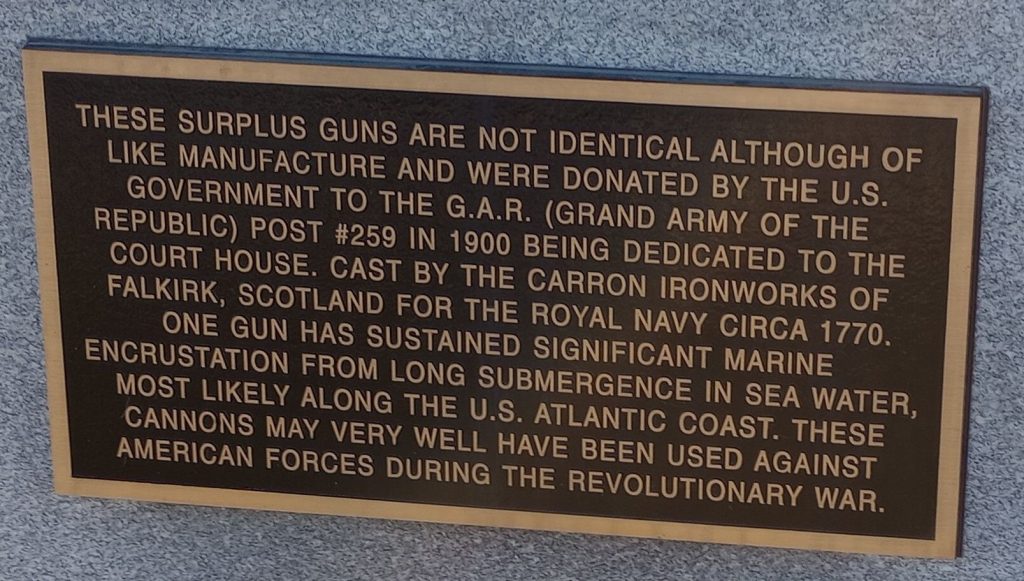 THESE SURPLUS GUNS ARE NOT IDENTICAL ALTHOUGH OF
LIKE MANUFACTURE AND WERE DONATED BY THE U.S.
GOVERNMENT TO THE G.A.R. (GRAND ARMY OF THE
REPUBLIC) POST #259 IN 1900 BEING DEDICATED TO THE
COURT HOUSE. CAST BY THE CARRON IRONWORKS OF
FALKIRK, SCOTLAND FOR THE ROYAL NAVY CIRCA 1770.
ONE GUN HAS SUSTAINED SIGNIFICANT MARINE
ENCRUSTATION FROM LONG SUBMERGENCE IN SEA WATER,
MOST LIKELY ALONG THE U.S. ATLANTIC COAST. THESE
CANNONS MAY VERY WELL HAVE BEEN USED AGAINST
AMERICAN FORCES DURING THE REVOLUTIONARY WAR.